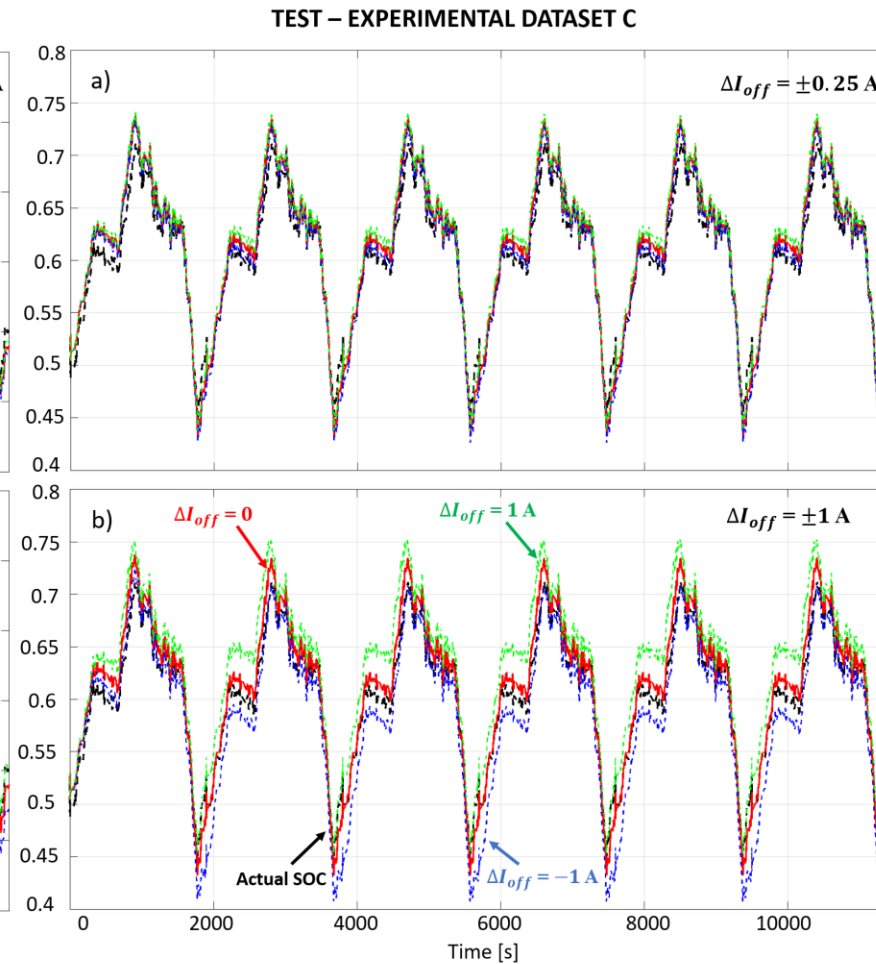 TEST – EXPERIMENTAL DATASET C
0.8
a)
ΔI_off = ±0.25 A
0.75
0.7
0.65
0.6
0.55
0.5
0.45
0.4
0.8
b)
ΔI_off = 0
ΔI_off = 1 A
ΔI_off = ±1 A
0.75
0.7
0.65
0.6
0.55
0.5
0.45
Actual SOC
ΔI_off = −1 A
0.4
0 2000 4000 6000 8000 10000
Time [s]